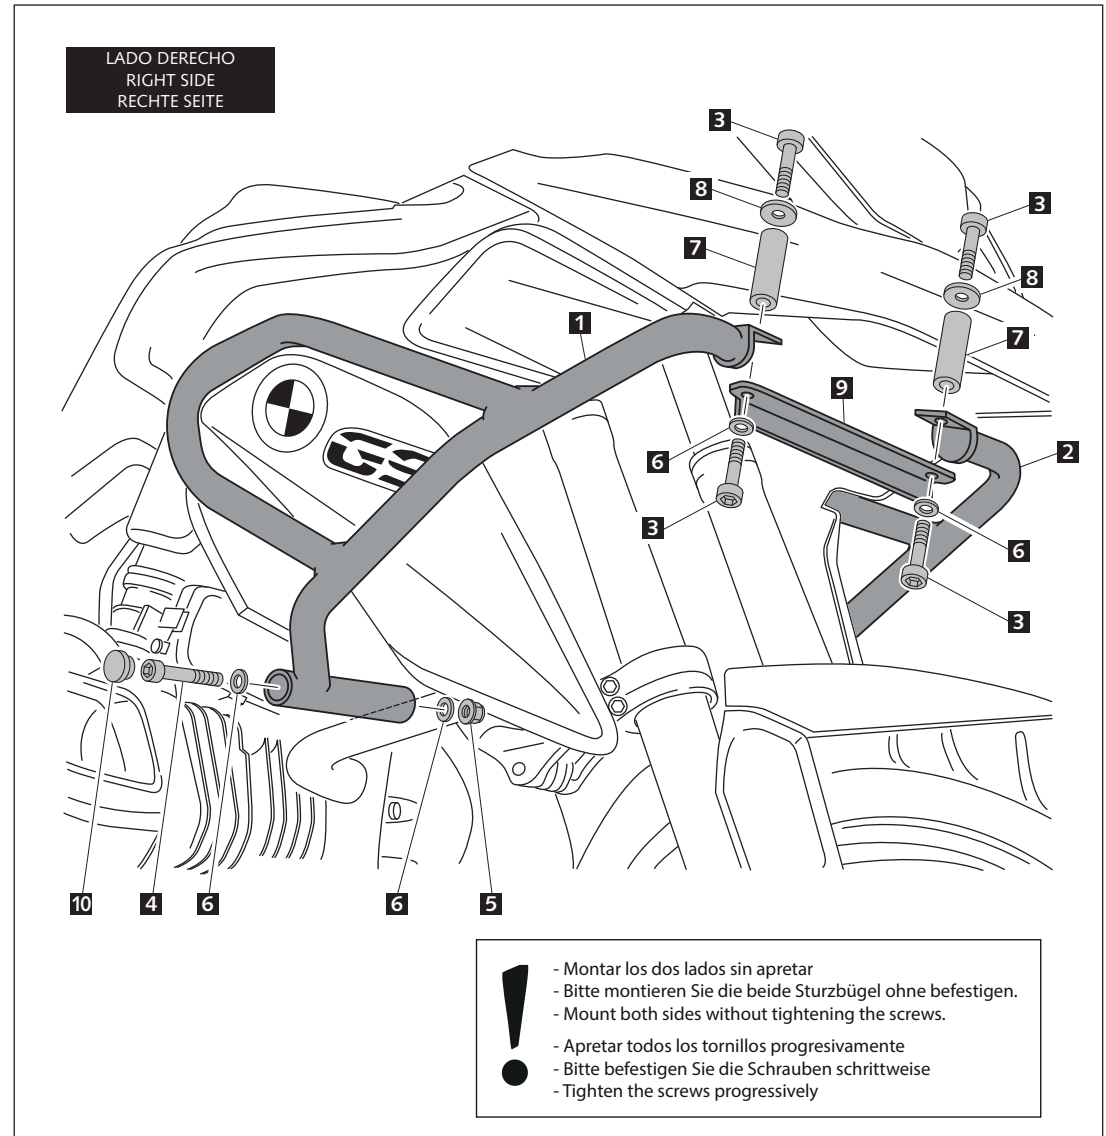 LADO DERECHO
RIGHT SIDE
RECHTE SEITE
3
8
3
7
8
1
7
9
2
6
3
6
3
GS
10
4
6
6
5
- Montar los dos lados sin apretar
- Bitte montieren Sie die beide Sturzbügel ohne befestigen.
- Mount both sides without tightening the screws.
- Apretar todos los tornillos progresivamente
- Bitte befestigen Sie die Schrauben schrittweise
- Tighten the screws progressively